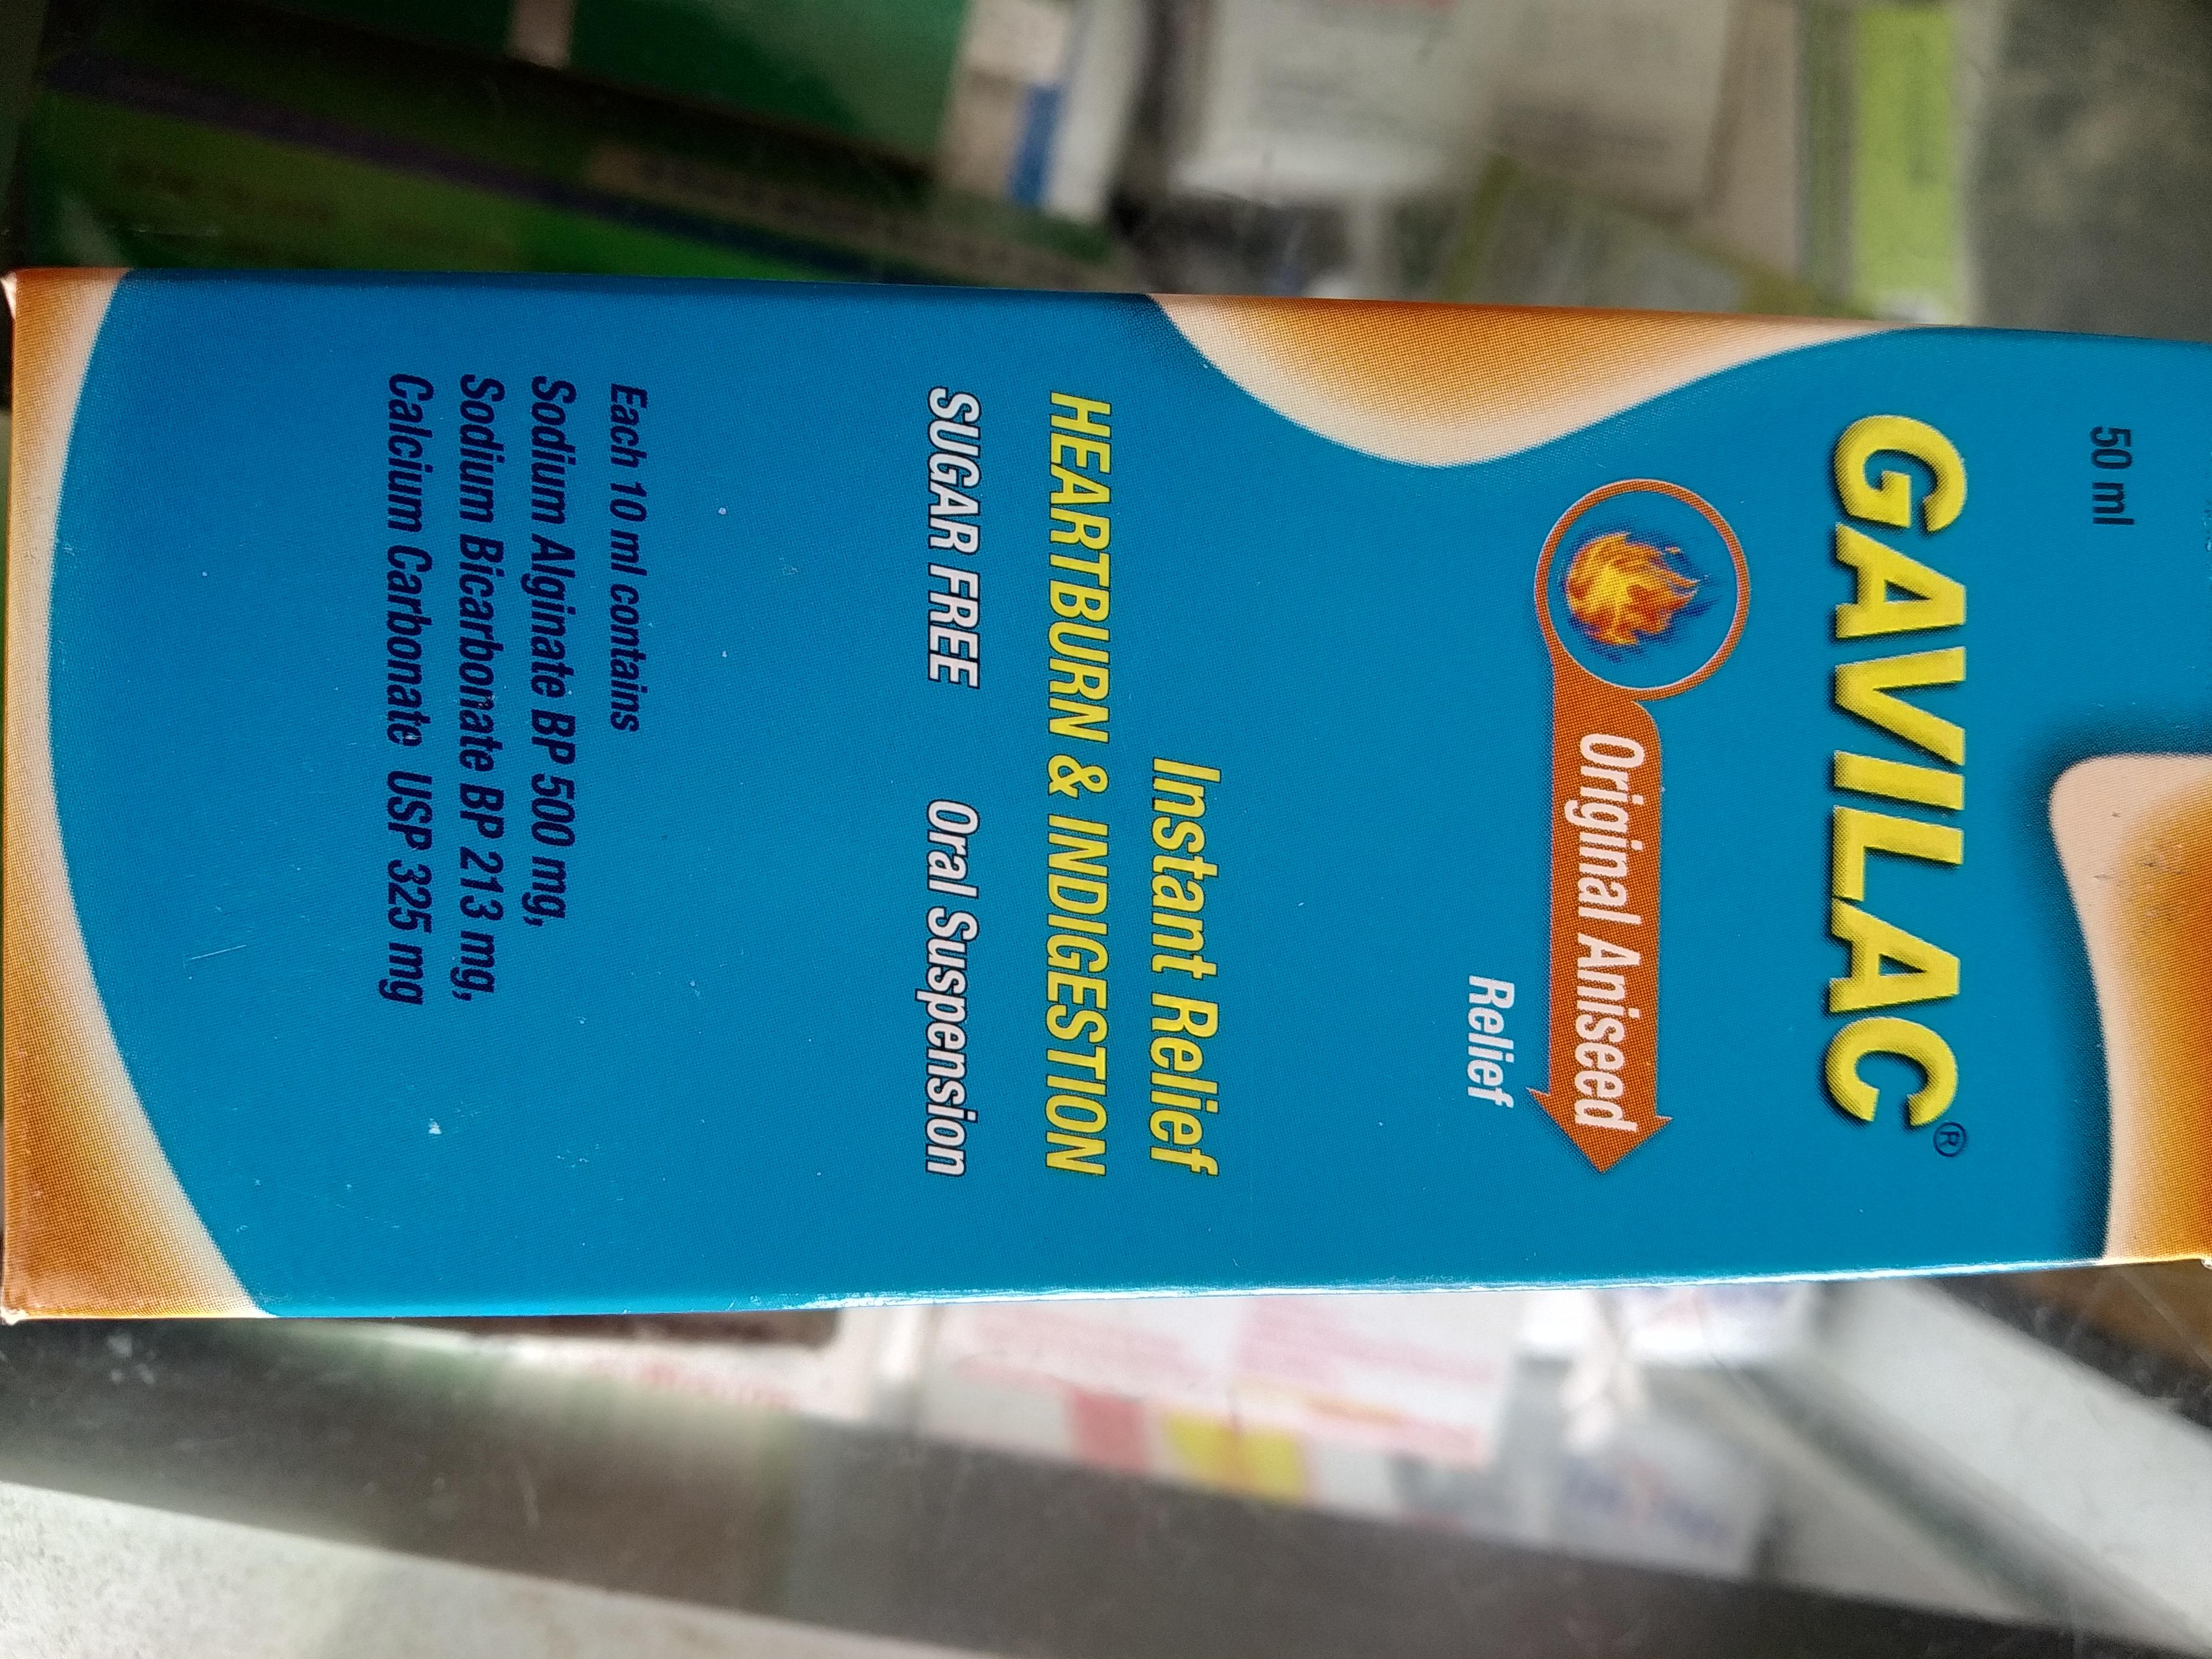 50 ml
GAVILAC®
Original Aniseed
Relief
Instant Relief
HEARTBURN & INDIGESTION
SUGAR FREE Oral Suspension
Each 10 ml contains
Sodium Alginate BP 500 mg,
Sodium Bicarbonate BP 213 mg,
Calcium Carbonate USP 325 mg